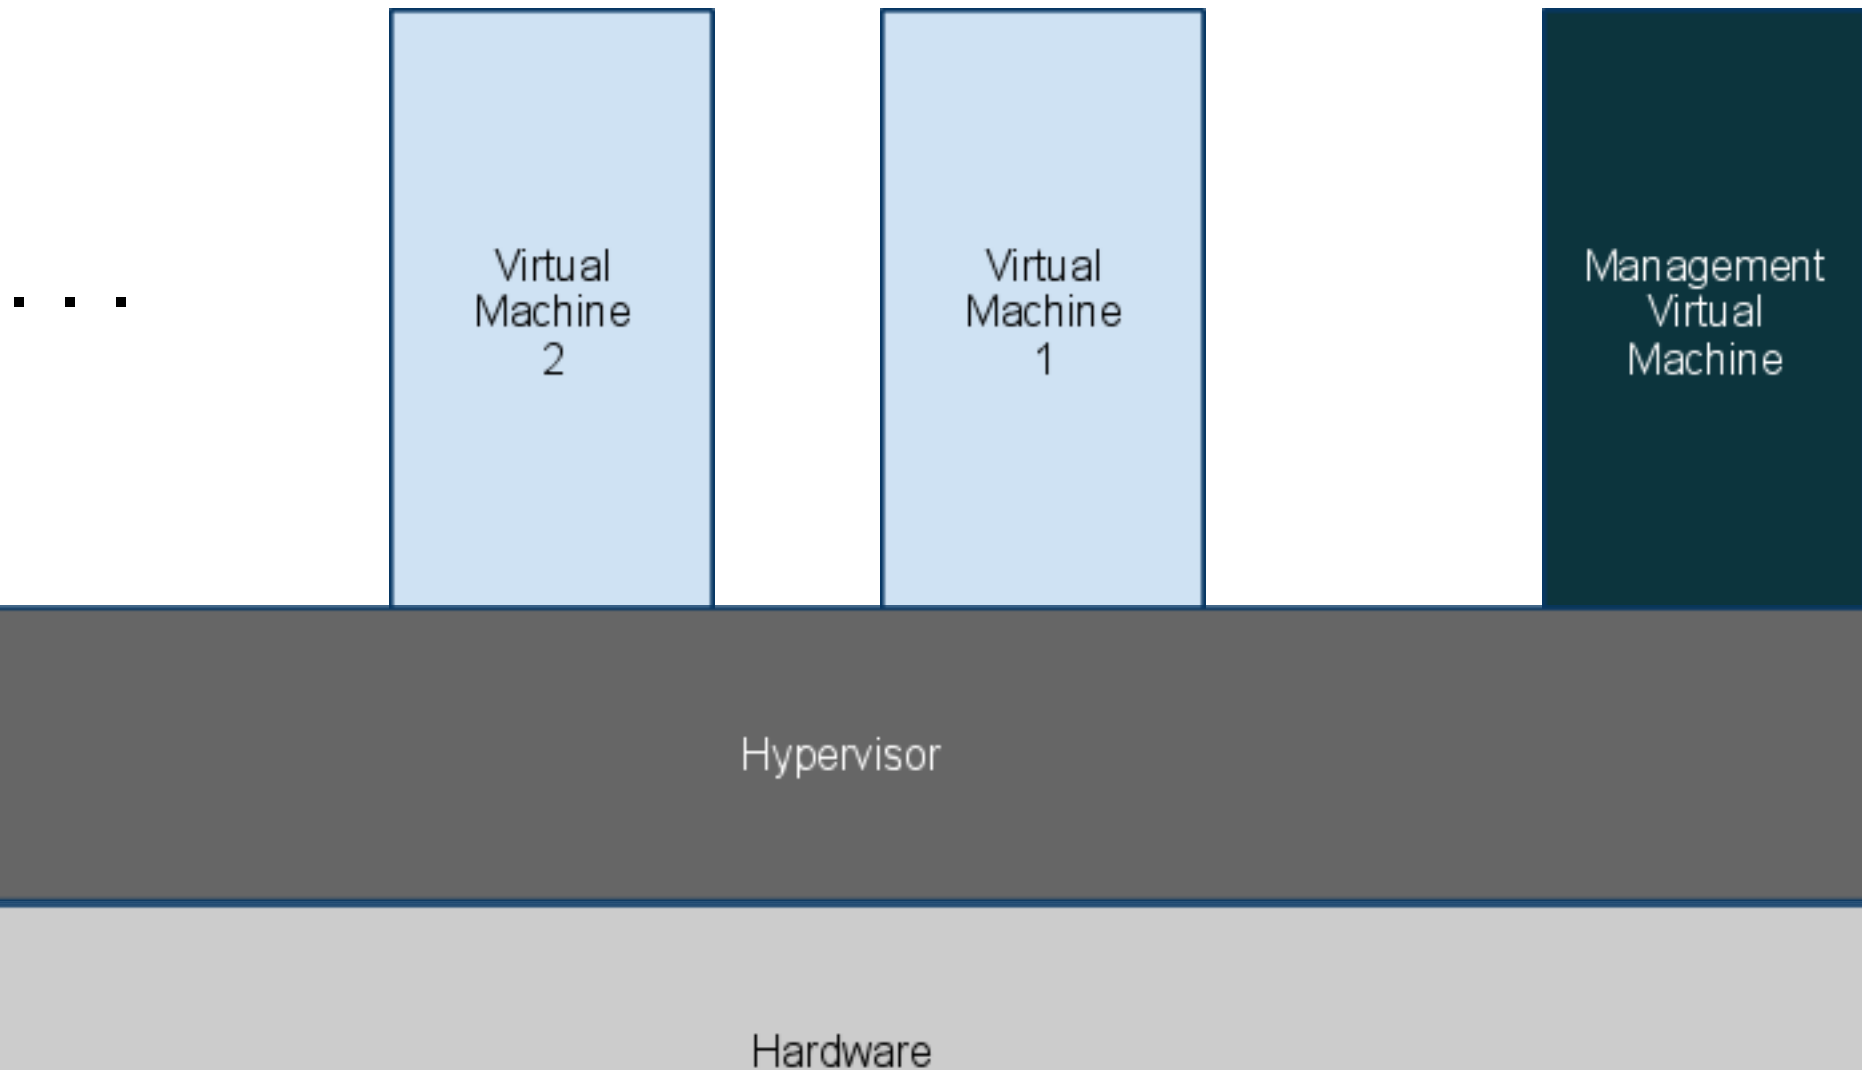 . . .
Virtual
Machine
2
Virtual
Machine
1
Management
Virtual
Machine
Hypervisor
Hardware